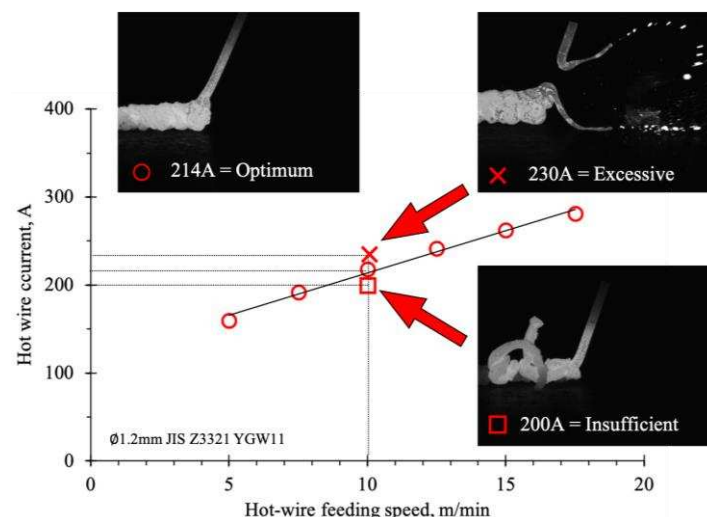 214A = Optimum
230A = Excessive
200A = Insufficient
Hot wire ccurrent, A
400
300
200
100
0
Ø1.2mm JIS Z3321 YGW11
0 5 10 15 20
Hot-wire feeding speed, m/min